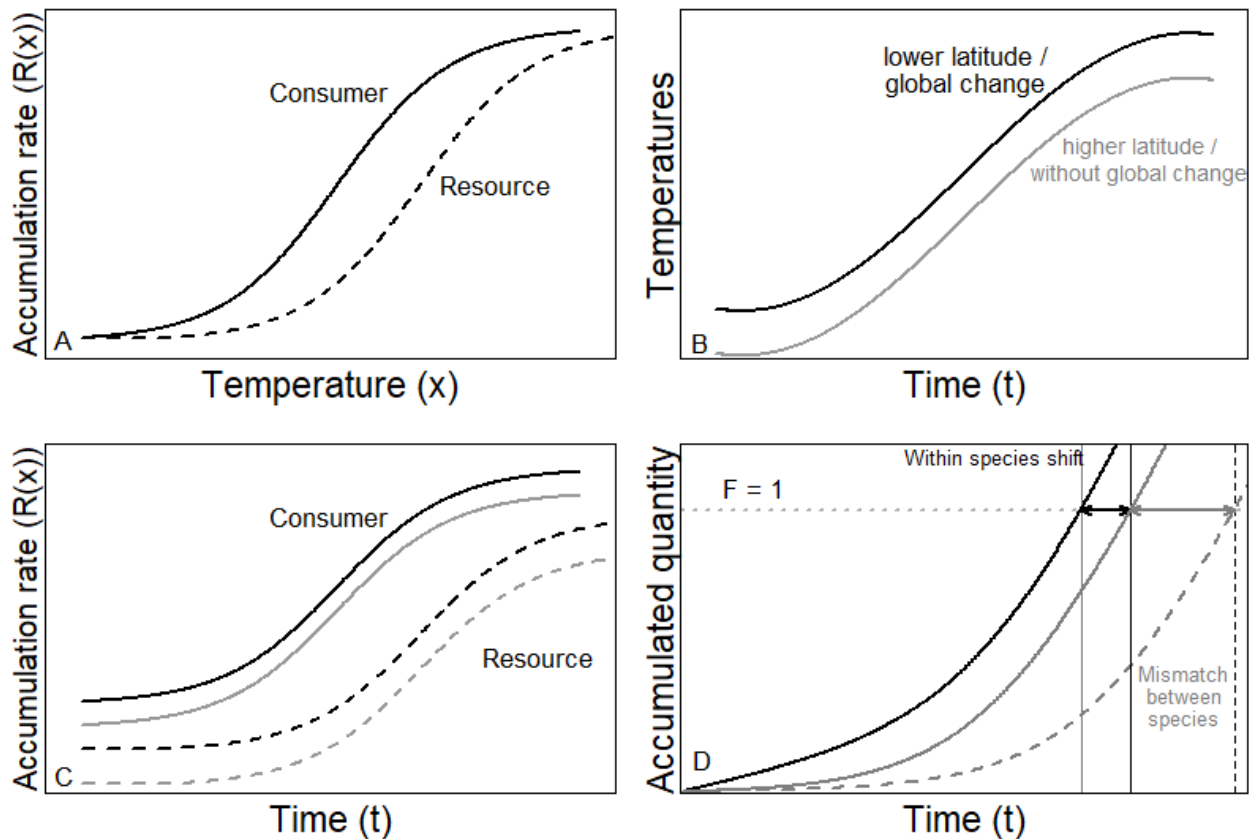 Accumulation rate (R(x))
Consumer
Resource
A
Temperature (x)
Temperatures
lower latitude /
global change
higher latitude /
without global change
B
Time (t)
Accumulation rate (R(x))
Consumer
Resource
C
Time (t)
Accumulated quantity
Within species shift
F = 1
Mismatch
between
species
D
Time (t)